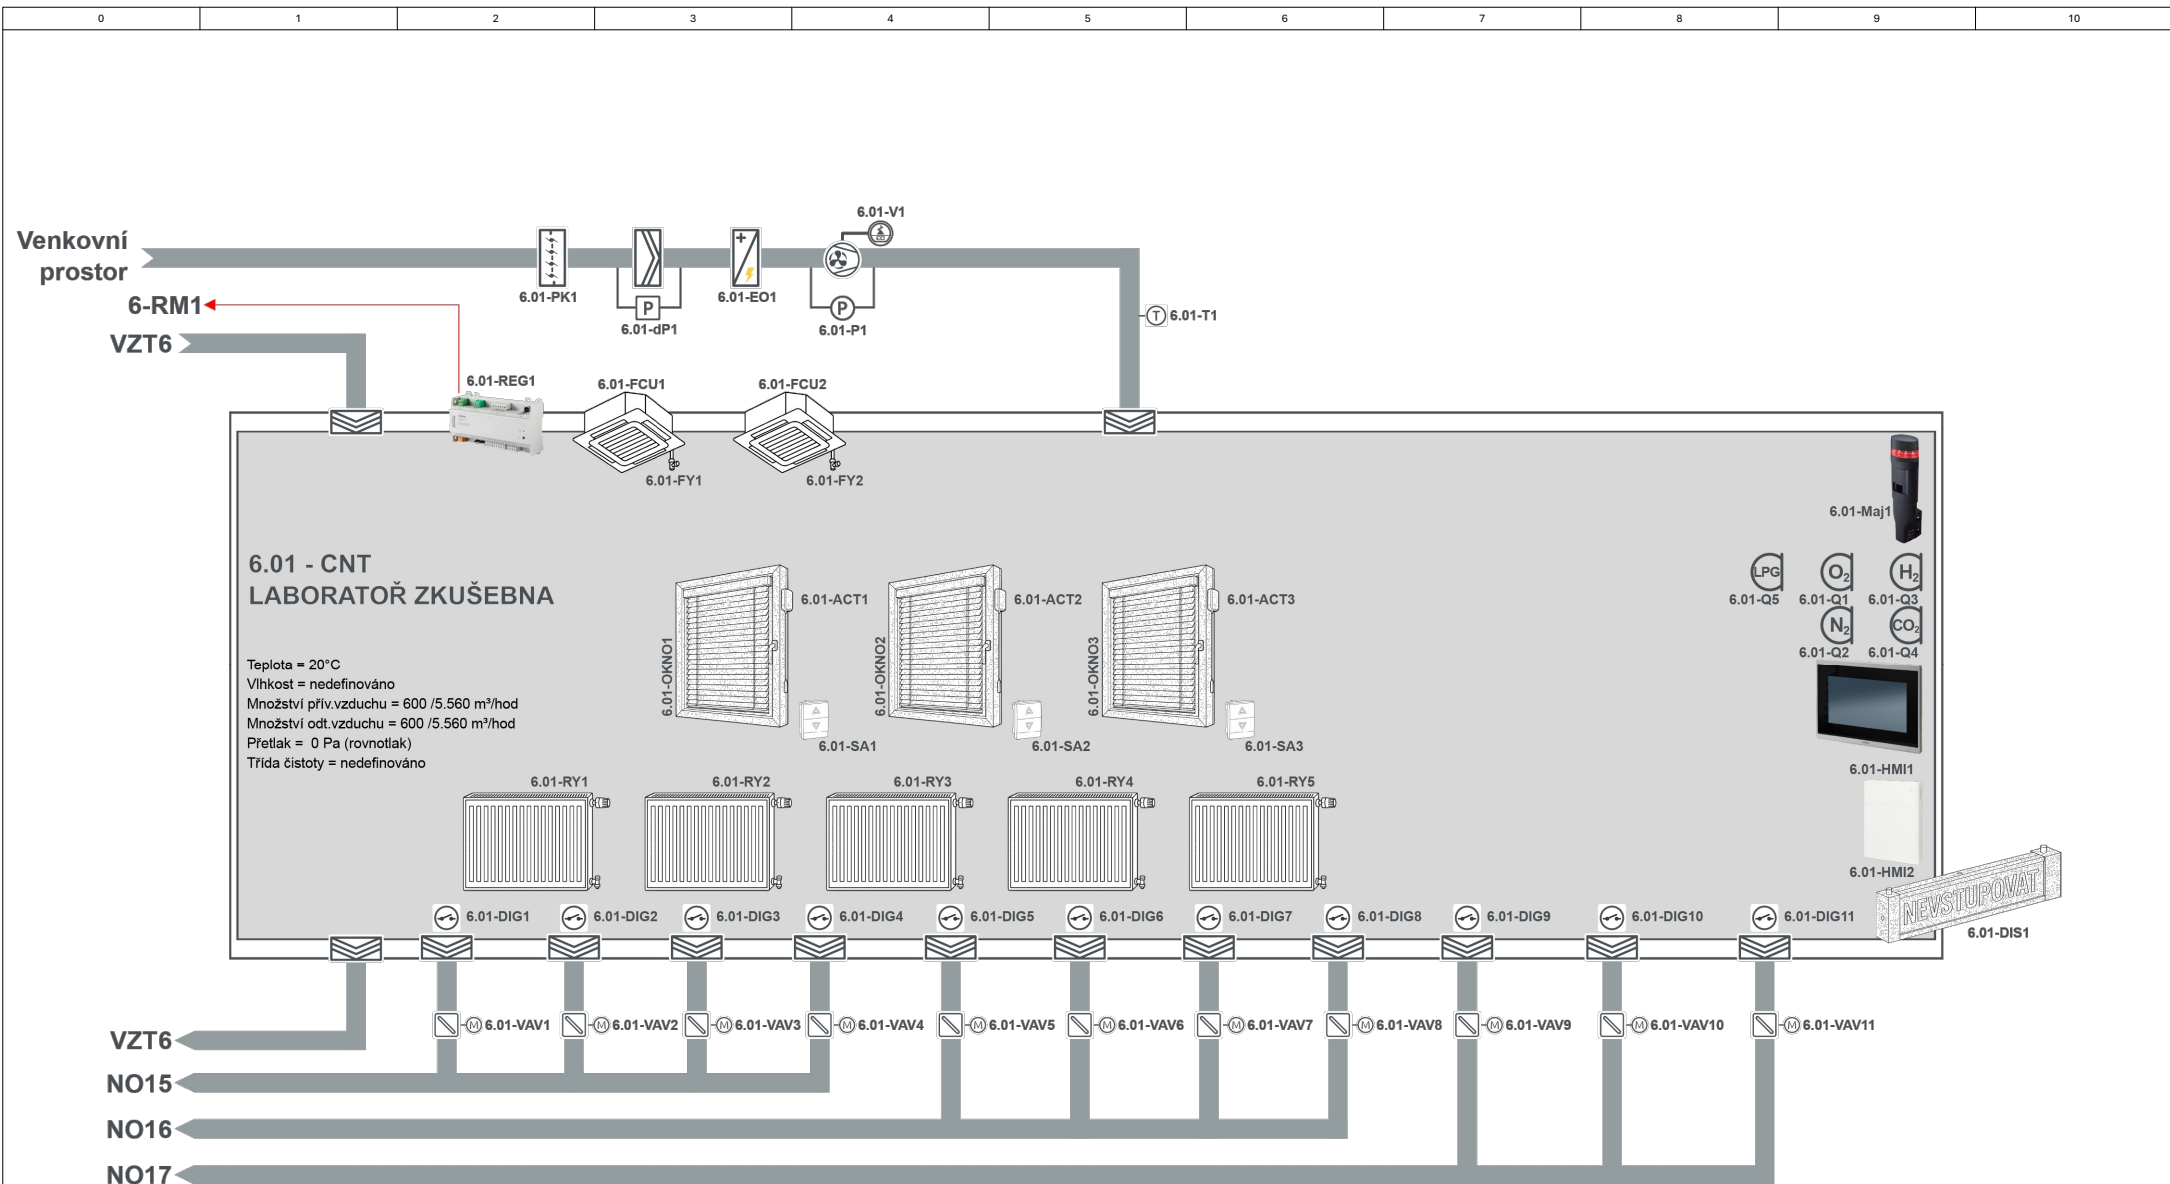 0 1 2 3 4 5 6 7 8 9 10
6.01-V1
Venkovní
prostor
6.01-PK1
6.01-EO1
P
P
6.01-dP1
6.01-P1
6-RM1
T 6.01-T1
VZT6
6.01-REG1
6.01-FCU1
6.01-FCU2
6.01-FY1
6.01-FY2
6.01-Maj1
6.01 - CNT
LABORATOŘ ZKUŠEBNA
LPG O2 H2
6.01-Q5 6.01-Q1 6.01-Q3
N2 CO2
6.01-Q2 6.01-Q4
6.01-OKNO1
6.01-ACT1
6.01-OKNO2
6.01-ACT2
6.01-OKNO3
6.01-ACT3
Teplota = 20°C
Vlhkost = nedefinováno
Množství přív.vzduchu = 600 /5.560 m³/hod
Množství odt.vzduchu = 600 /5.560 m³/hod
Přetlak = 0 Pa (rovnotlak)
Třída čistoty = nedefinováno
6.01-SA1 6.01-SA2 6.01-SA3
6.01-HMI1
6.01-RY1 6.01-RY2 6.01-RY3 6.01-RY4 6.01-RY5
6.01-HMI2
NEVSTUPOVAT
6.01-DIS1
6.01-DIG1 6.01-DIG2 6.01-DIG3 6.01-DIG4 6.01-DIG5 6.01-DIG6 6.01-DIG7 6.01-DIG8 6.01-DIG9 6.01-DIG10 6.01-DIG11
M 6.01-VAV1 M 6.01-VAV2 M 6.01-VAV3 M 6.01-VAV4 M 6.01-VAV5 M 6.01-VAV6 M 6.01-VAV7 M 6.01-VAV8 M 6.01-VAV9 M 6.01-VAV10 M 6.01-VAV11
VZT6
NO15
NO16
NO17